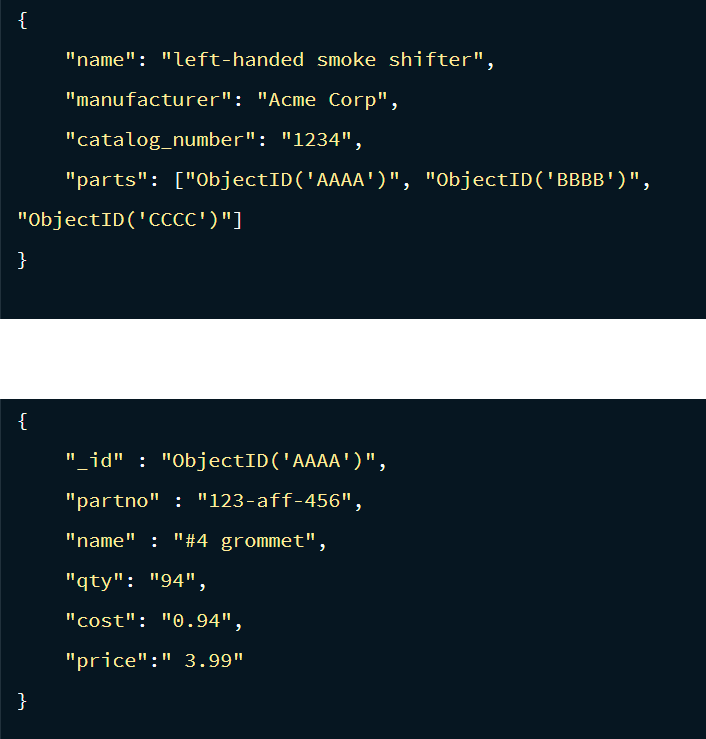 {
"name": "left-handed smoke shifter",
"manufacturer": "Acme Corp",
"catalog_number": "1234",
"parts": ["ObjectID('AAAA')", "ObjectID('BBBB')",
"ObjectID('CCCC')"]
}
{
"_id" : "ObjectID('AAAA')",
"partno" : "123-aff-456",
"name" : "#4 grommet",
"qty": "94",
"cost": "0.94",
"price":" 3.99"
}